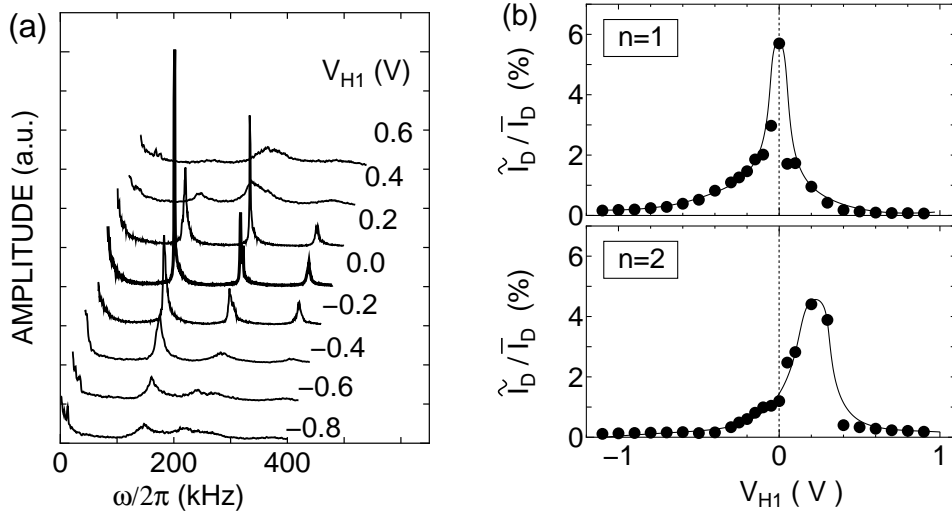 (a)
AMPLITUDE (a.u.)
V_H1 (V)
0.6
0.4
0.2
0.0
−0.2
−0.4
−0.6
−0.8
0 200 400
ω/2π (kHz)
(b)
n=1
Ĩ_D / Ī_D (%)
6
4
2
0
n=2
Ĩ_D / Ī_D (%)
6
4
2
0
−1 0 1
V_H1 ( V )